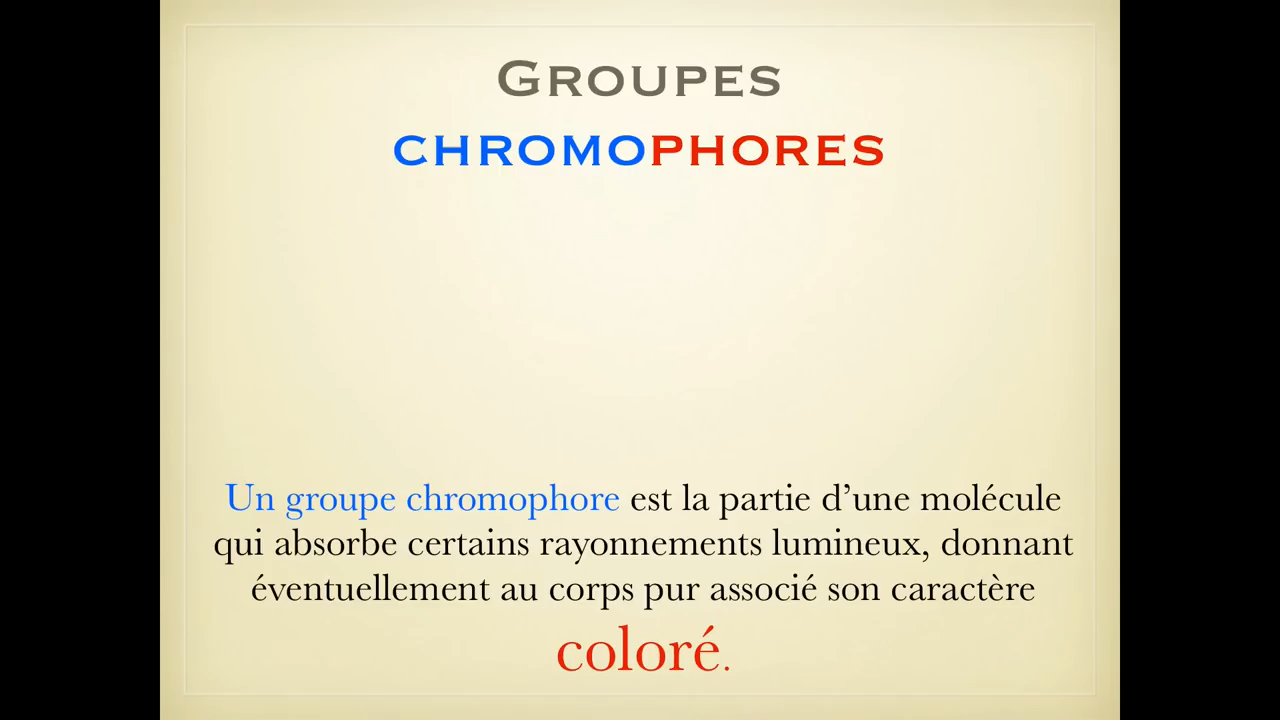 Groupes
chromophores
Un groupe chromophore est la partie d’une molécule
qui absorbe certains rayonnements lumineux, donnant
éventuellement au corps pur associé son caractère
coloré.